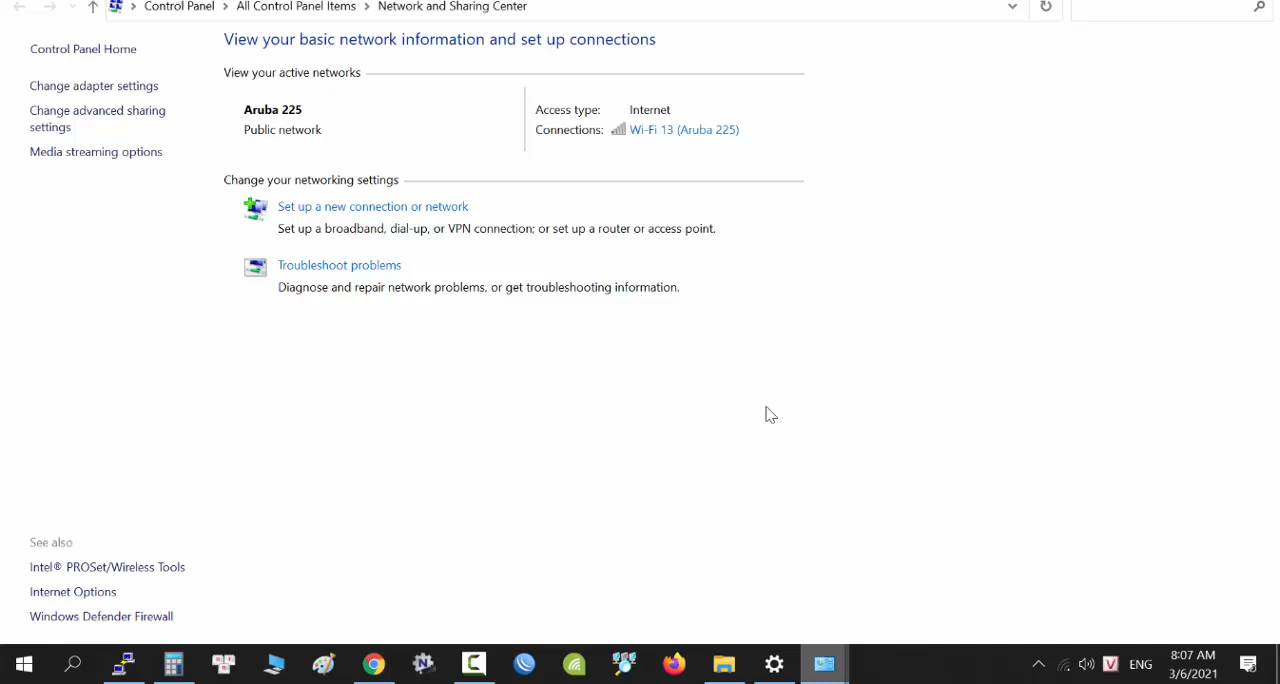 Control Panel > All Control Panel Items > Network and Sharing Center
Control Panel Home
Change adapter settings
Change advanced sharing
settings
Media streaming options
View your basic network information and set up connections
View your active networks
Aruba 225
Public network
Access type: Internet
Connections: Wi-Fi 13 (Aruba 225)
Change your networking settings
Set up a new connection or network
Set up a broadband, dial-up, or VPN connection; or set up a router or access point.
Troubleshoot problems
Diagnose and repair network problems, or get troubleshooting information.
See also
Intel® PROSet/Wireless Tools
Internet Options
Windows Defender Firewall
ENG
8:07 AM
3/6/2021